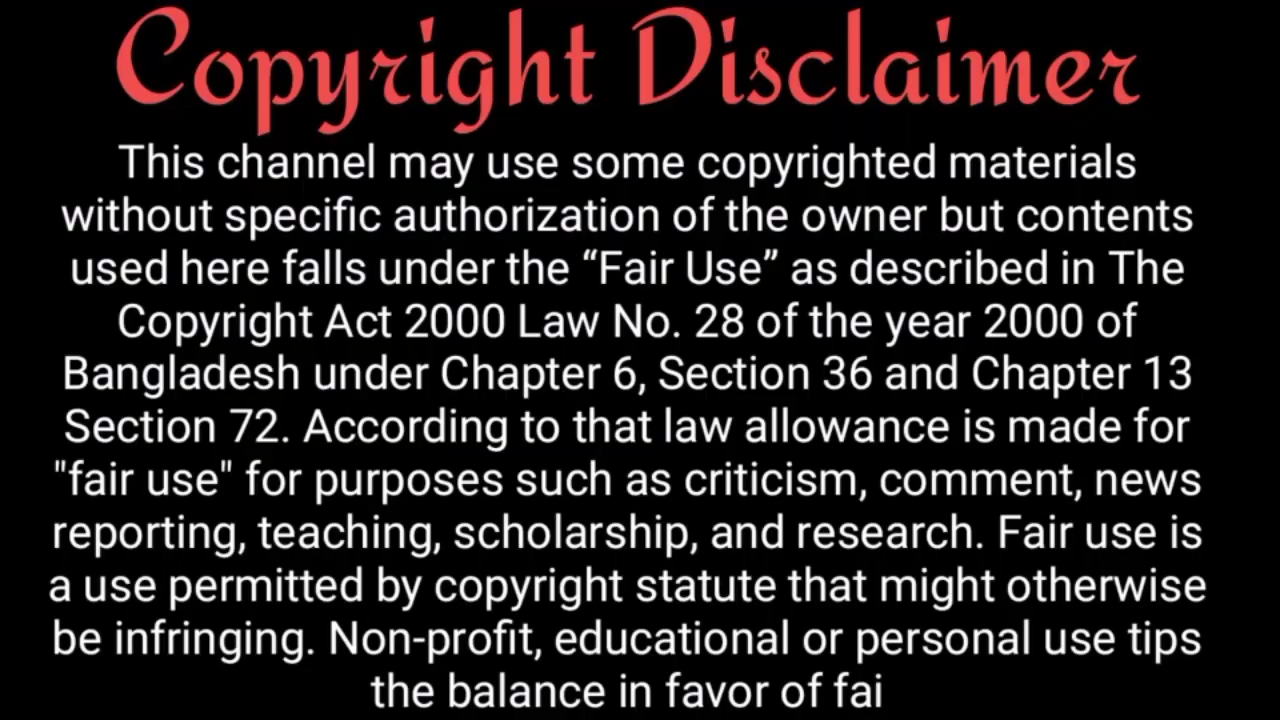 Copyright Disclaimer
This channel may use some copyrighted materials
without specific authorization of the owner but contents
used here falls under the “Fair Use” as described in The
Copyright Act 2000 Law No. 28 of the year 2000 of
Bangladesh under Chapter 6, Section 36 and Chapter 13
Section 72. According to that law allowance is made for
"fair use" for purposes such as criticism, comment, news
reporting, teaching, scholarship, and research. Fair use is
a use permitted by copyright statute that might otherwise
be infringing. Non-profit, educational or personal use tips
the balance in favor of fai